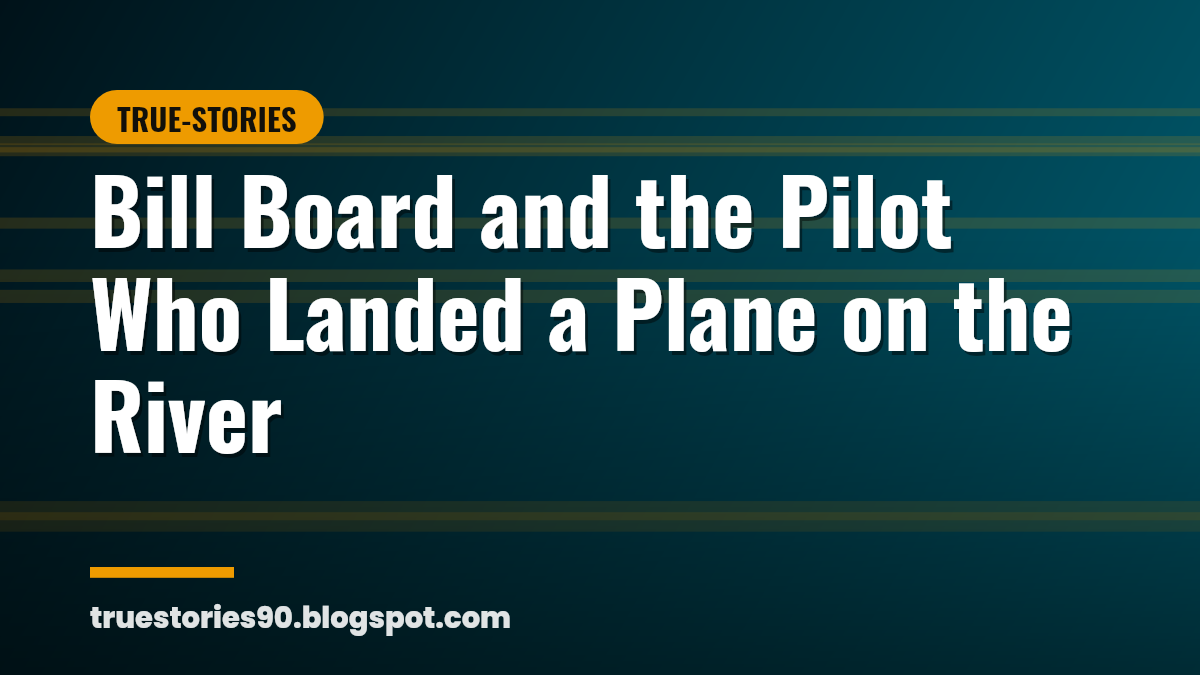 TRUE-STORIES
Bill Board and the Pilot
Who Landed a Plane on the
River
truestories90.blogspot.com